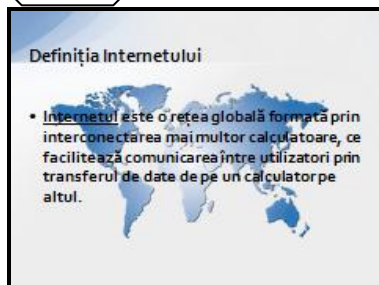 Definiția Internetului
• Internetul este o rețea globală formată prin
interconectarea mai multor calculatoare, ce
facilitează comunicarea între utilizatori prin
transferul de date de pe un calculator pe
altul.